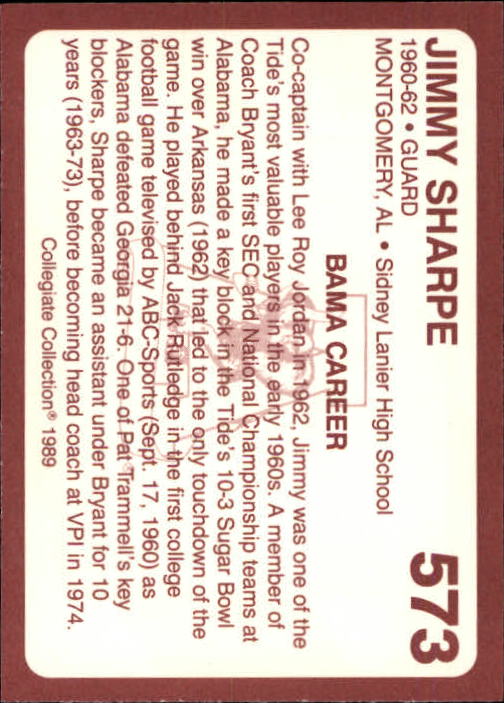 JIMMY SHARPE 573
1960-62 • GUARD
MONTGOMERY, AL • Sidney Lanier High School
BAMA CAREER
Co-captain with Lee Roy Jordan in 1962, Jimmy was one of the
Tide's most valuable players in the early 1960s. A member of
Coach Bryant's first SEC and National Championship teams at
Alabama, he made a key block in the Tide's 10-3 Sugar Bowl
win over Arkansas (1962) that led to the only touchdown of the
game. He played behind Jack Rutledge in the first college
football game televised by ABC-Sports (Sept. 17, 1960) as
Alabama defeated Georgia 21-6. One of Pat Trammell's key
blockers, Sharpe became an assistant under Bryant for 10
years (1963-73), before becoming head coach at VPI in 1974.
Collegiate Collection® 1989